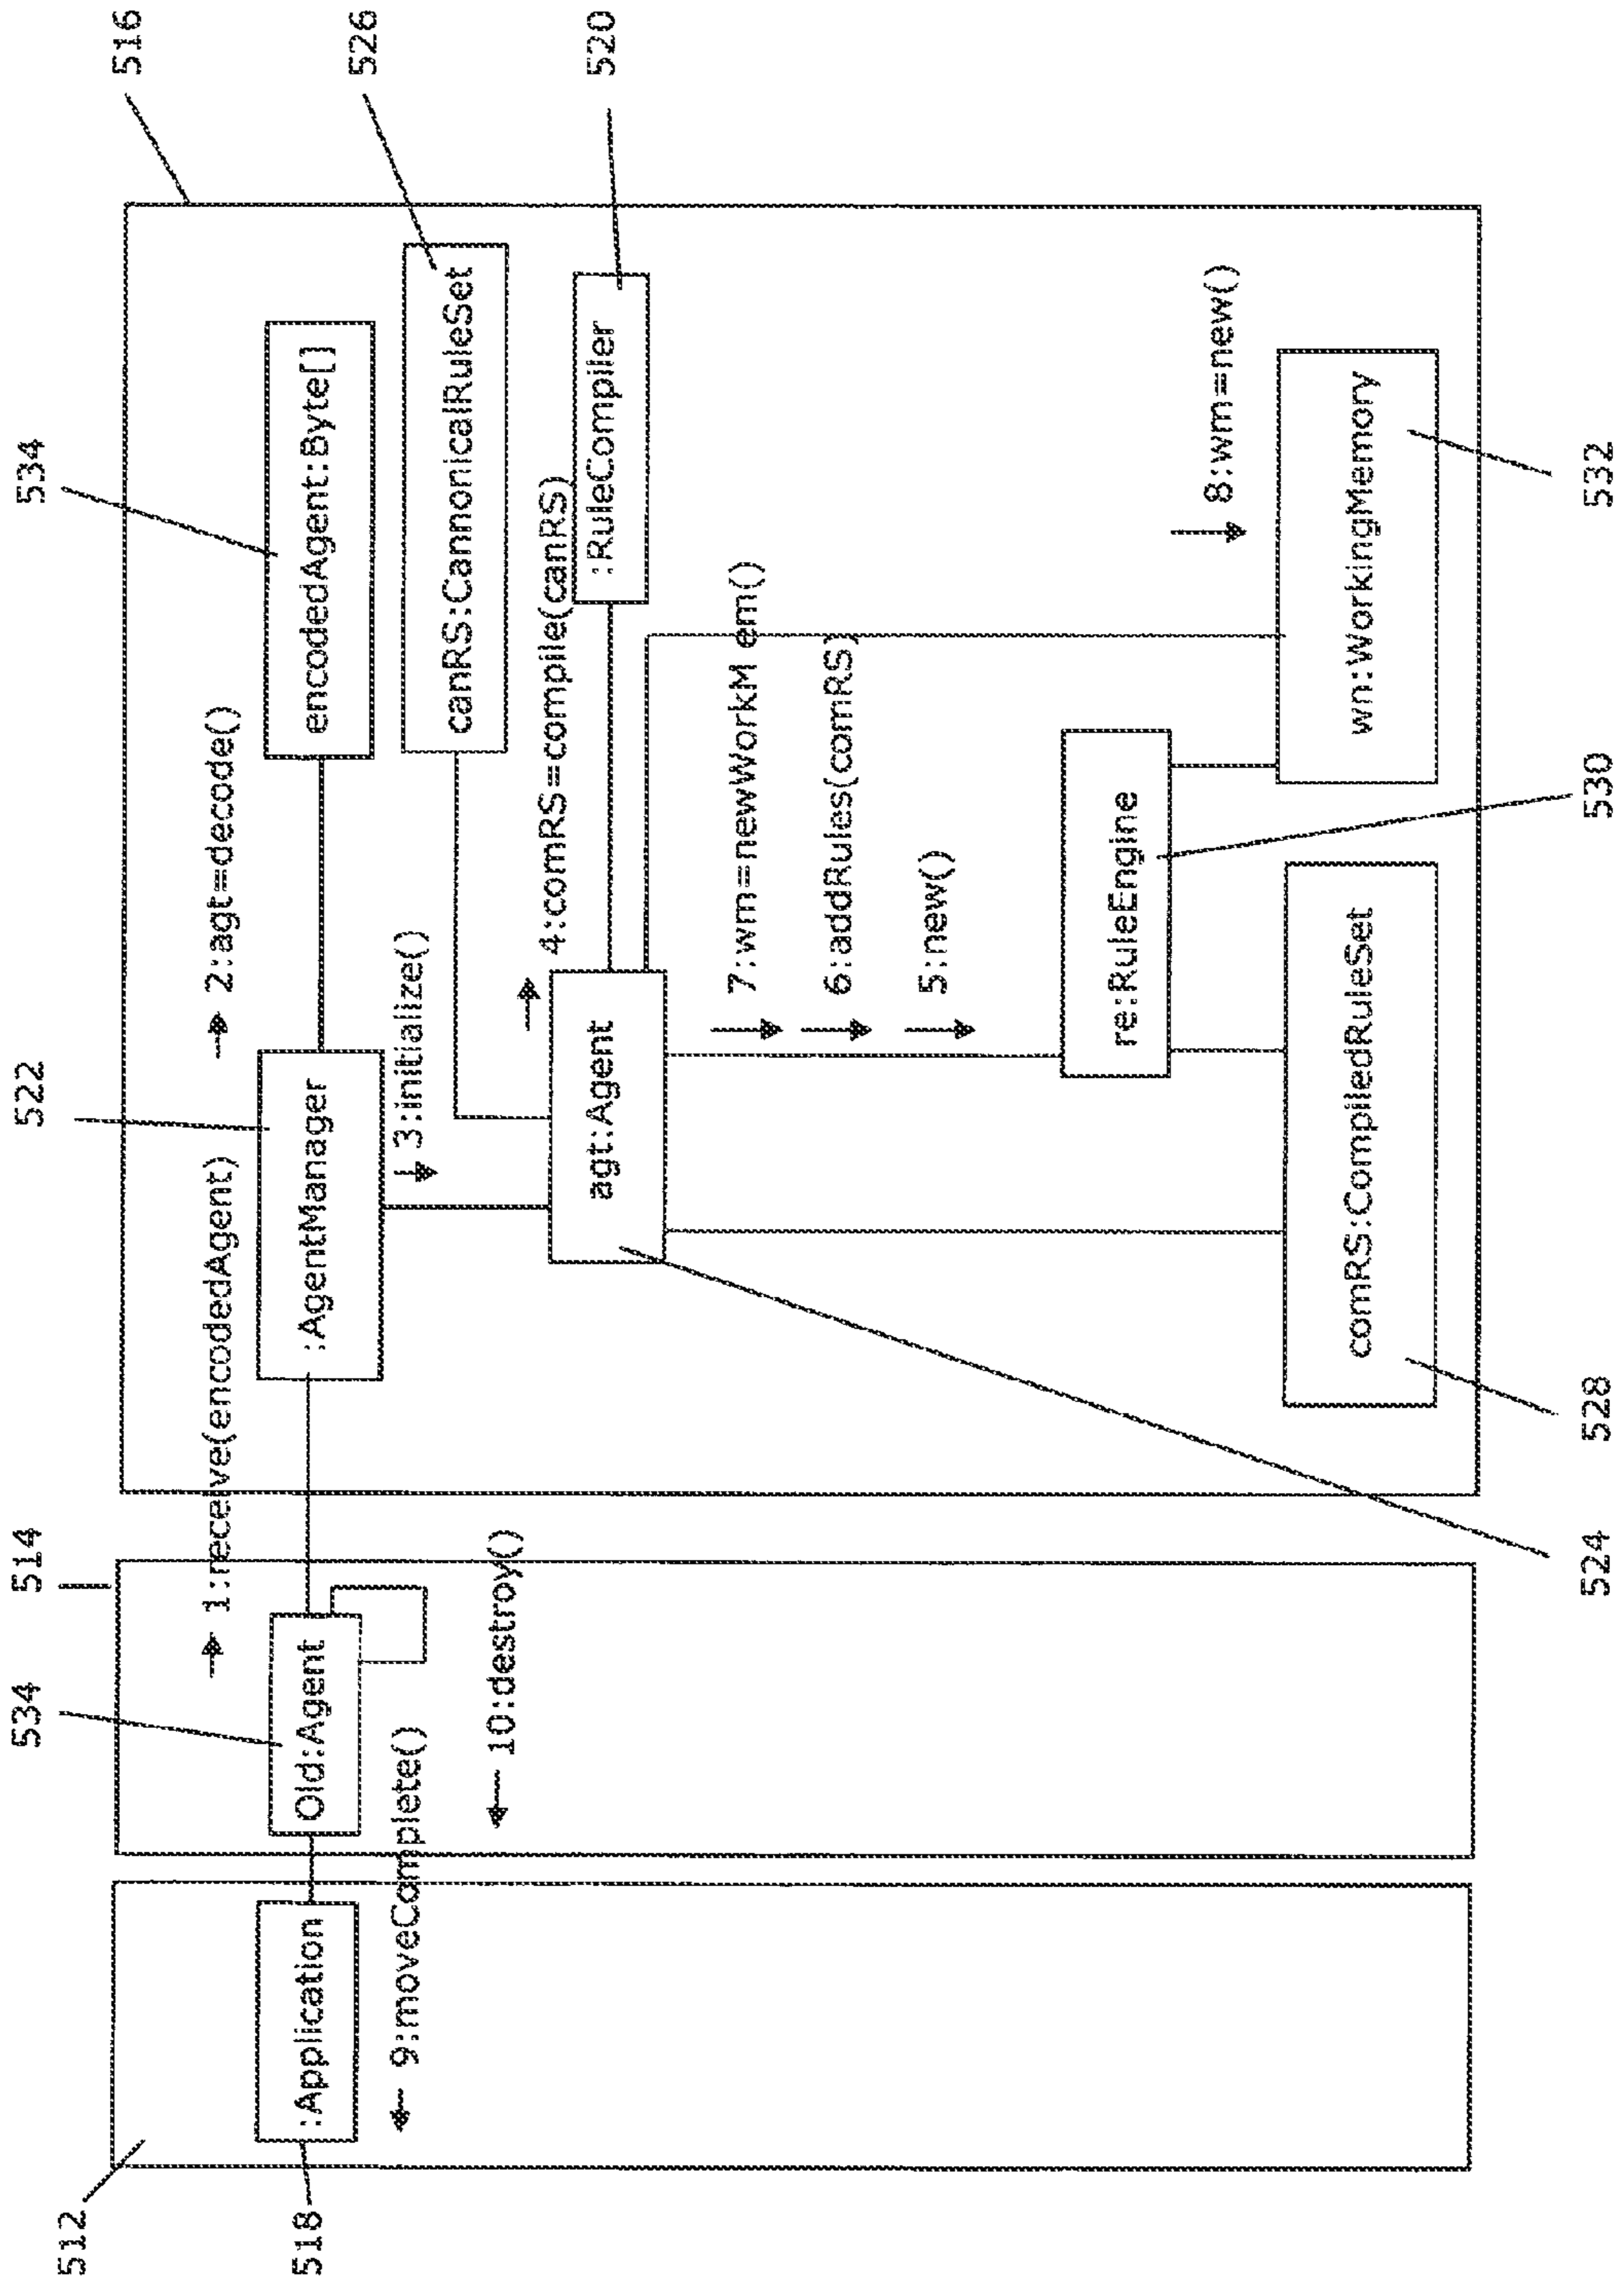 534
522
514
534
512
516
526
520
1:receive(encodedAgent)
2:agt=decode()
:Application
Old:Agent
:AgentManager
encodedAgent:Byte[]
9:moveComplete()
3:initialize()
canRS:CannonicalRuleSet
10:destroy()
4:comRS=compile(canRS)
agt:Agent
:RuleCompiler
7:wm=newWorkM em()
6:addRules(comRS)
5:new()
re:RuleEngine
8:wm=new()
comRS:CompiledRuleSet
wn:WorkingMemory
518
524
528
530
532